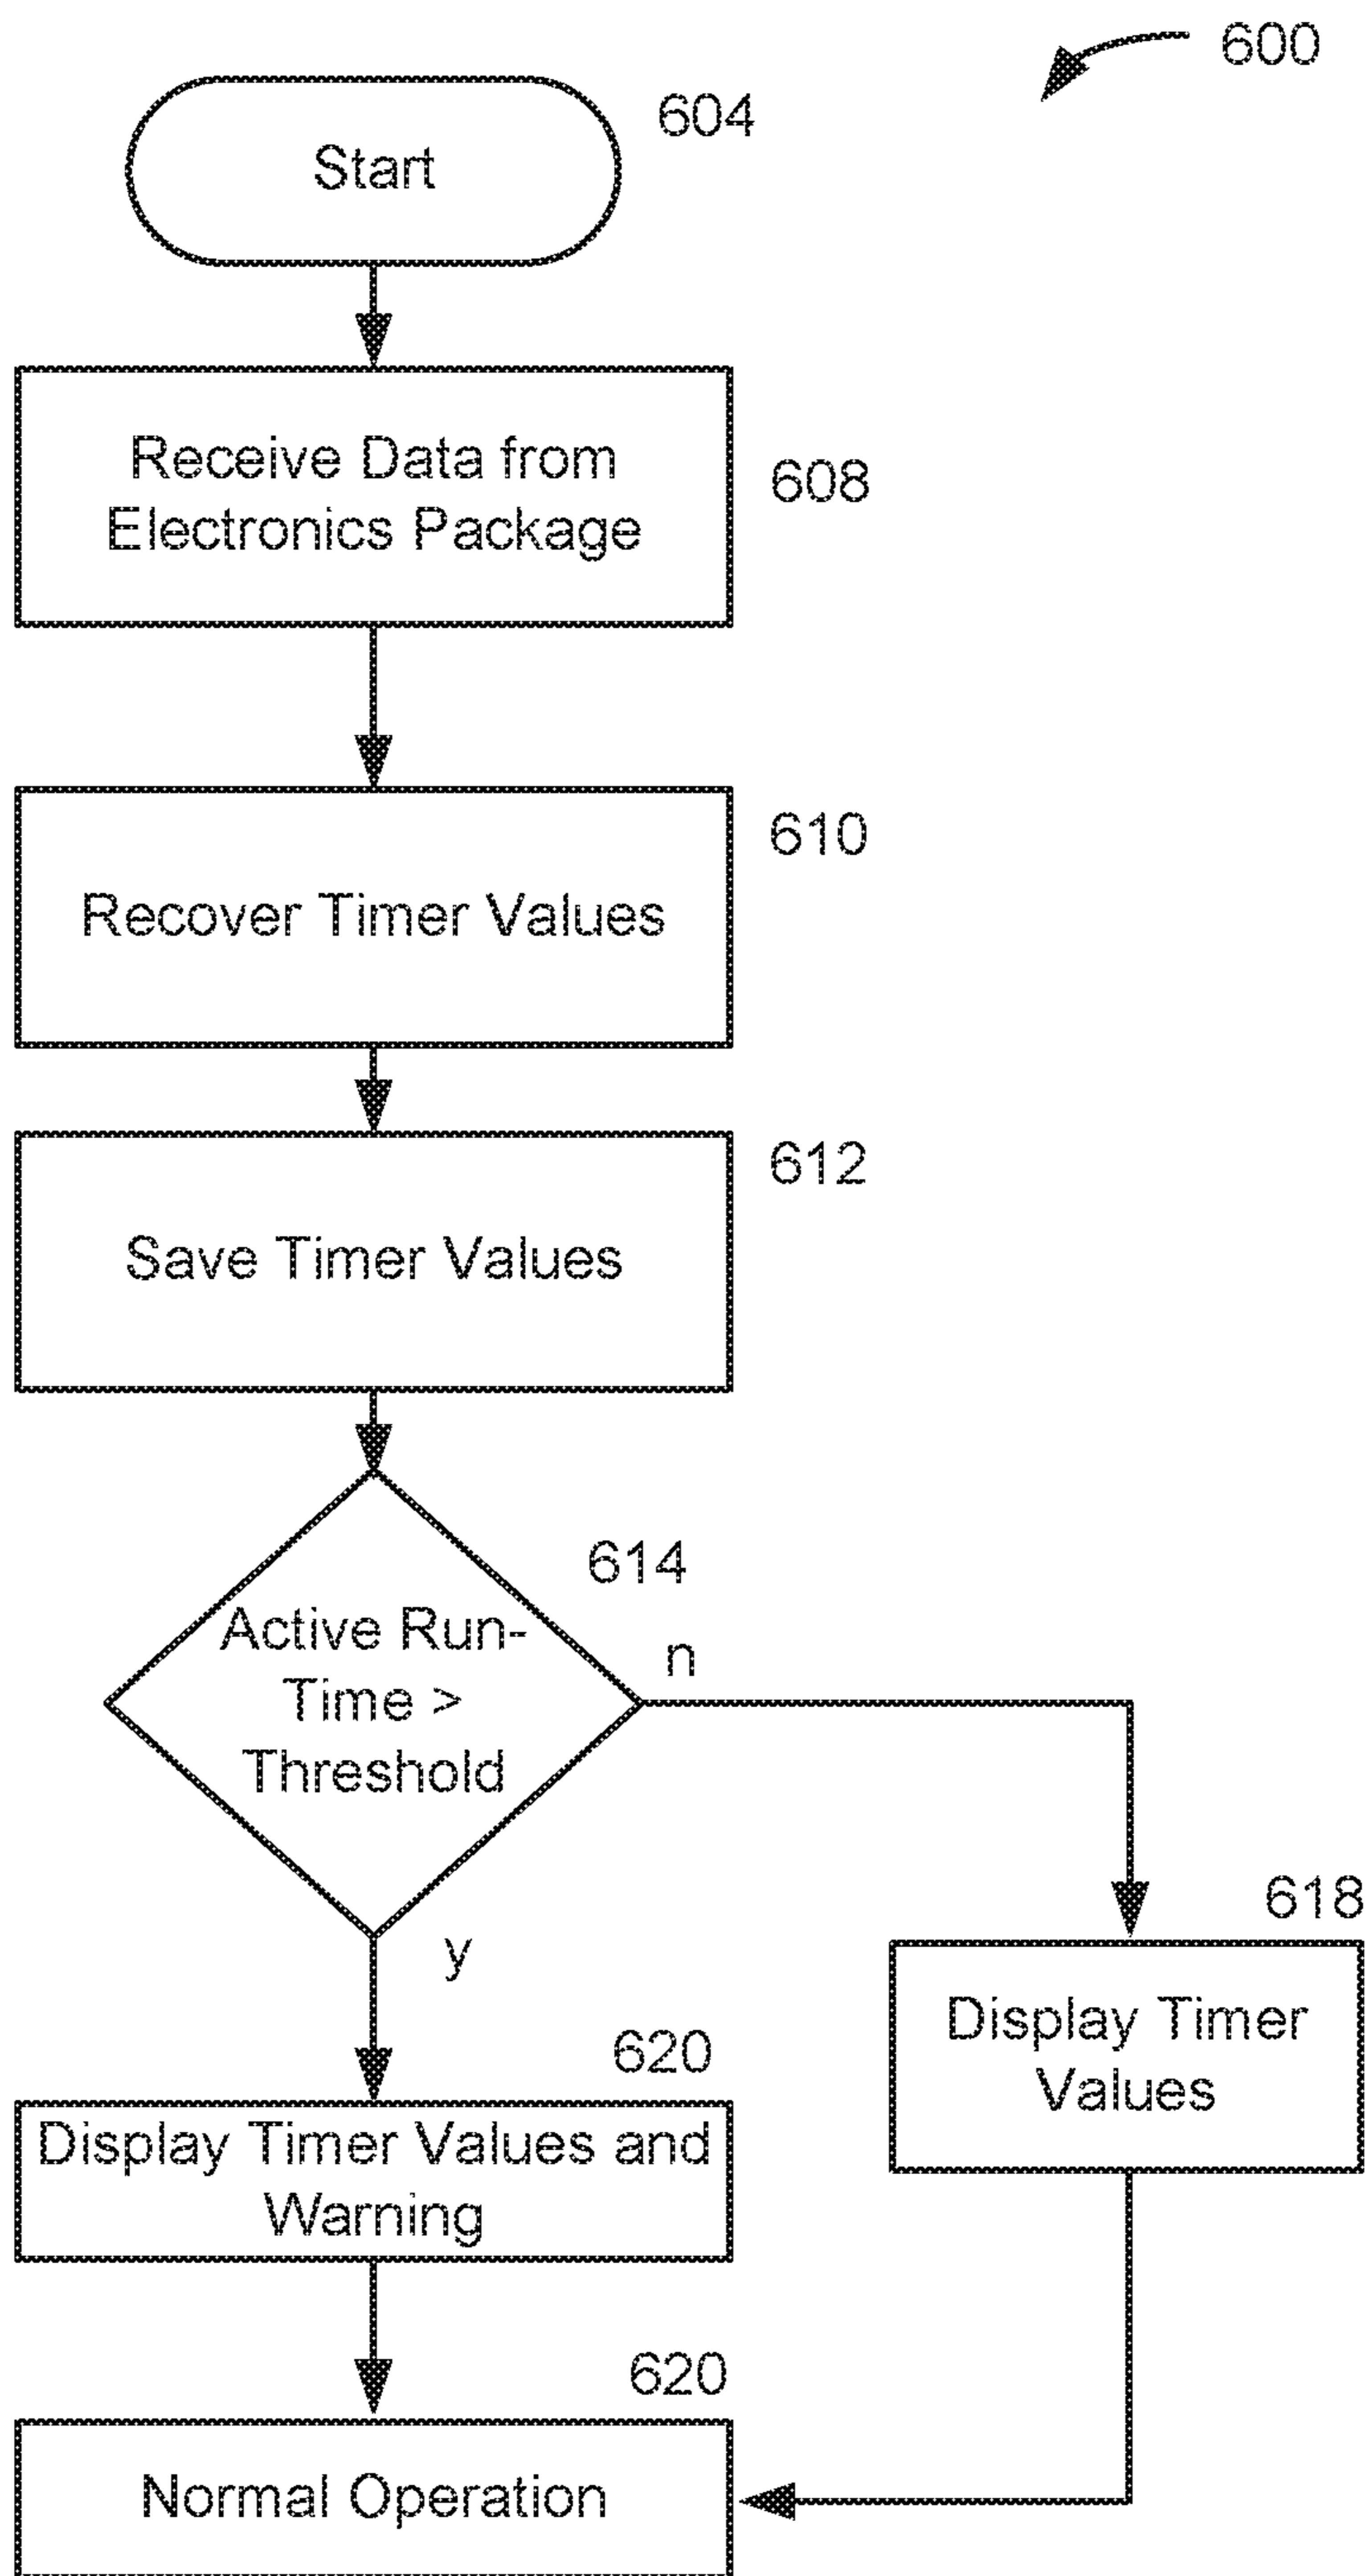 600
604
Start
Receive Data from
Electronics Package
608
610
Recover Timer Values
612
Save Timer Values
614
Active Run-
Time >
Threshold
n
y
618
Display Timer
Values
620
Display Timer Values and
Warning
620
Normal Operation